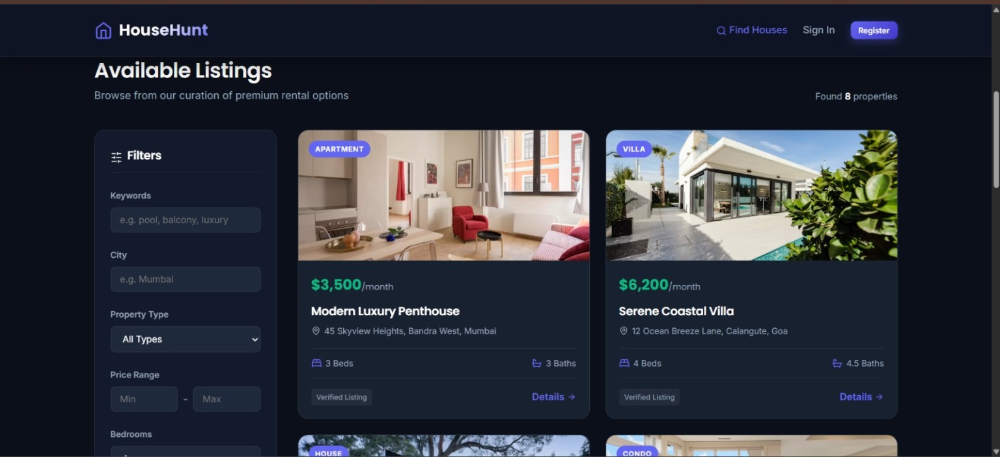 HouseHunt
Find Houses
Sign In
Register
Available Listings
Browse from our curation of premium rental options
Found 8 properties
Filters
Keywords
e.g. pool, balcony, luxury
City
e.g. Mumbai
Property Type
All Types
Price Range
Min - Max
Bedrooms
APARTMENT
$3,500/month
Modern Luxury Penthouse
45 Skyview Heights, Bandra West, Mumbai
3 Beds
3 Baths
Verified Listing
Details →
VILLA
$6,200/month
Serene Coastal Villa
12 Ocean Breeze Lane, Calangute, Goa
4 Beds
4.5 Baths
Verified Listing
Details →
HOUSE
CONDO